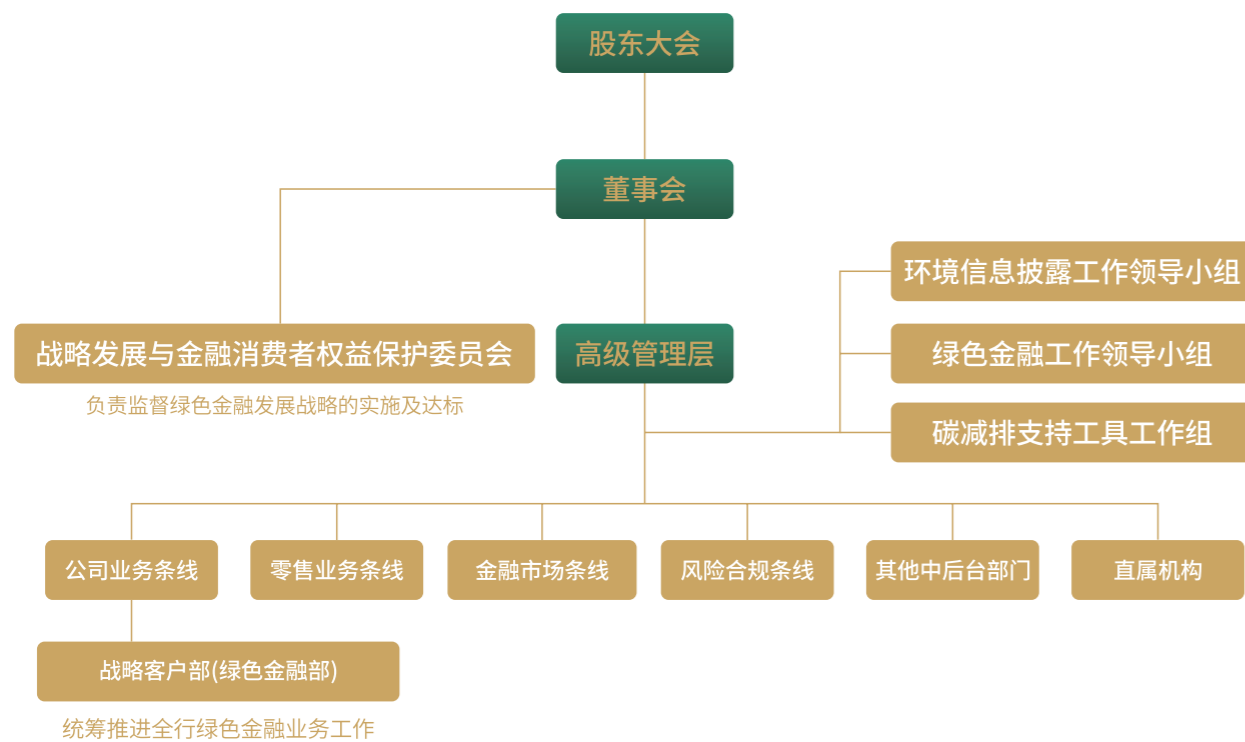 股东大会
董事会
环境信息披露工作领导小组
战略发展与金融消费者权益保护委员会
高级管理层
绿色金融工作领导小组
负责监督绿色金融发展战略的实施及达标
碳减排支持工具工作组
公司业务条线
零售业务条线
金融市场条线
风险合规条线
其他中后台部门
直属机构
战略客户部(绿色金融部)
统筹推进全行绿色金融业务工作